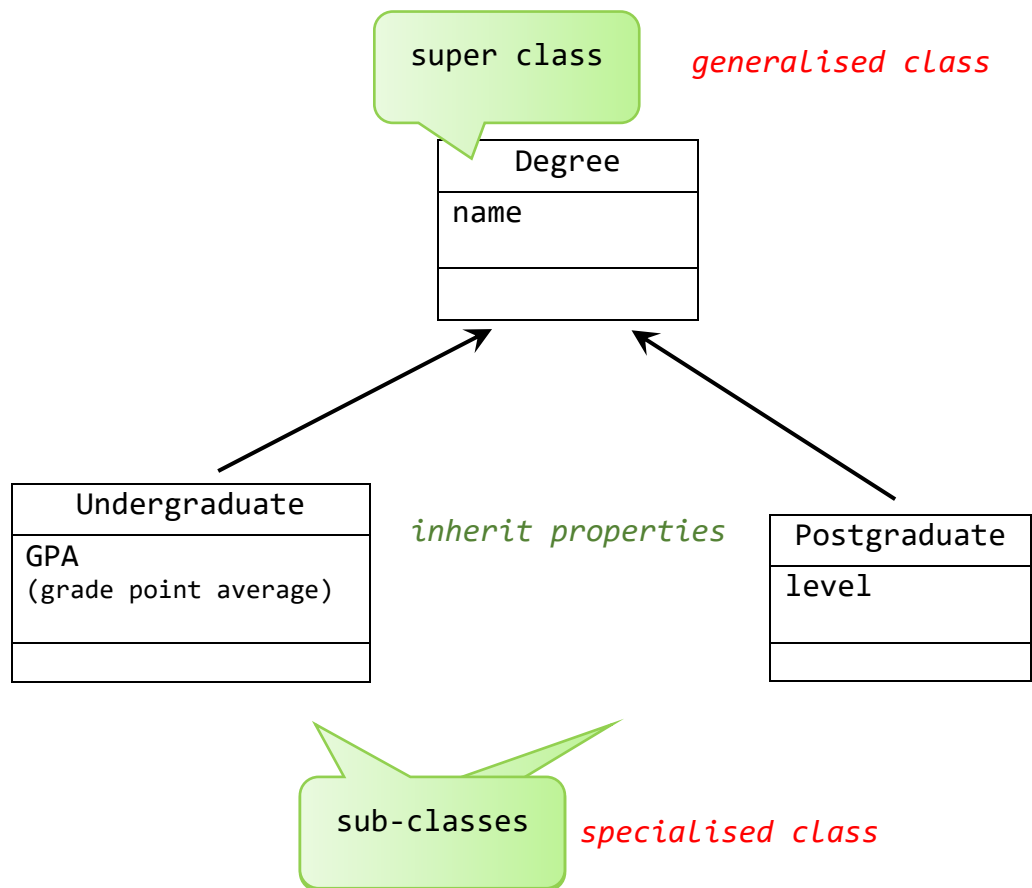 super class
generalised class
Degree
name
Undergraduate
GPA
(grade point average)
inherit properties
Postgraduate
level
sub-classes
specialised class